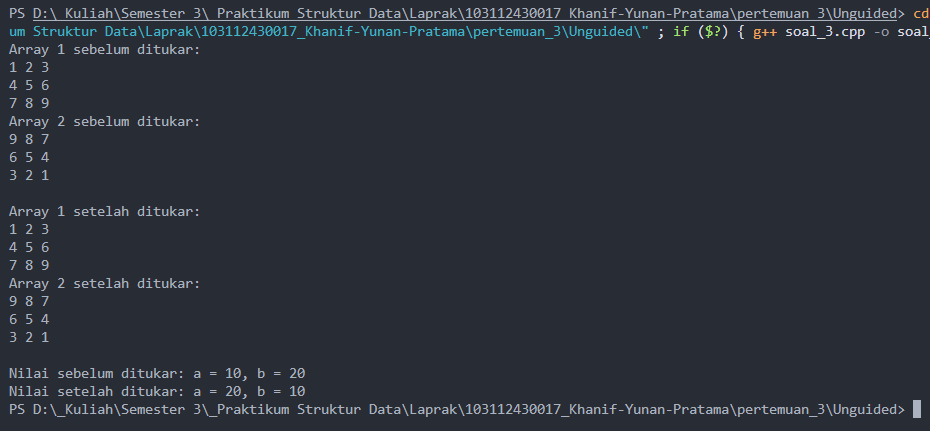 PS D:\_Kuliah\Semester 3\_Praktikum Struktur Data\Laprak\103112430017_Khanif-Yunan-Pratama\pertemuan_3\Unguided> cd
um Struktur Data\Laprak\103112430017_Khanif-Yunan-Pratama\pertemuan_3\Unguided\" ; if ($?) { g++ soal_3.cpp -o soal_
Array 1 sebelum ditukar:
1 2 3
4 5 6
7 8 9
Array 2 sebelum ditukar:
9 8 7
6 5 4
3 2 1
Array 1 setelah ditukar:
1 2 3
4 5 6
7 8 9
Array 2 setelah ditukar:
9 8 7
6 5 4
3 2 1
Nilai sebelum ditukar: a = 10, b = 20
Nilai setelah ditukar: a = 20, b = 10
PS D:\_Kuliah\Semester 3\_Praktikum Struktur Data\Laprak\103112430017_Khanif-Yunan-Pratama\pertemuan_3\Unguided>